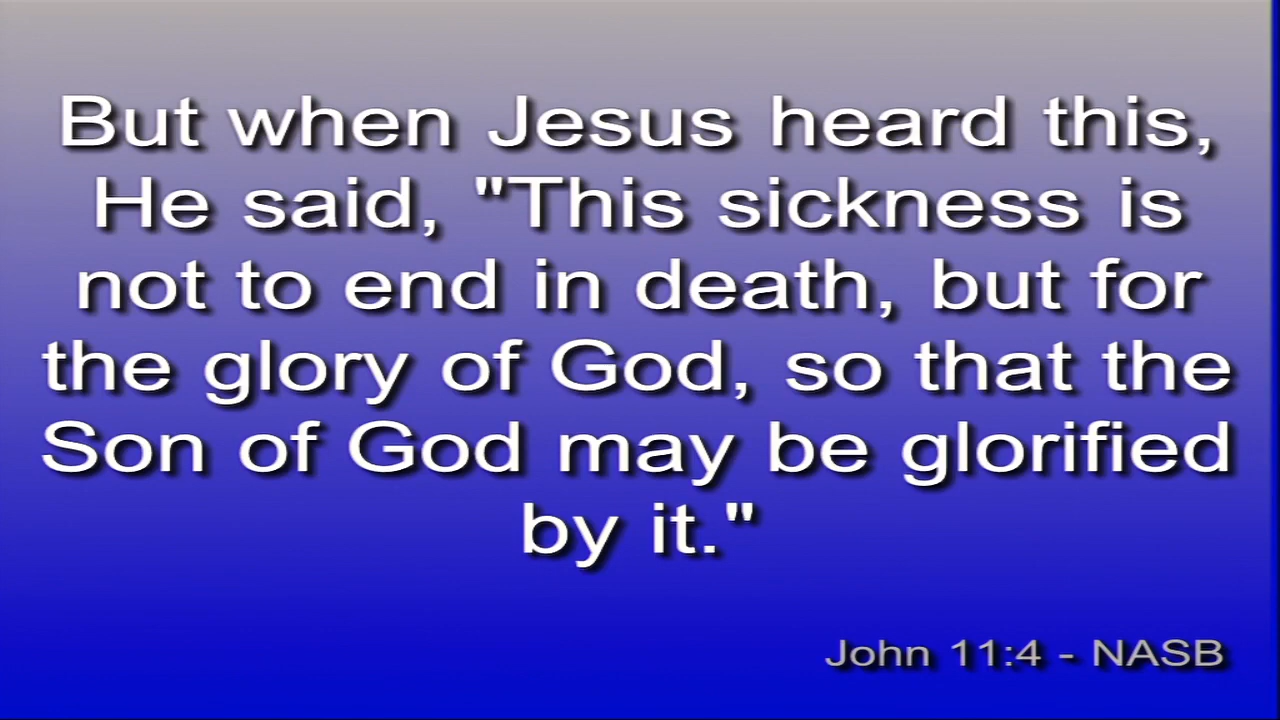 But when Jesus heard this,
He said, "This sickness is
not to end in death, but for
the glory of God, so that the
Son of God may be glorified
by it."
John 11:4 - NASB